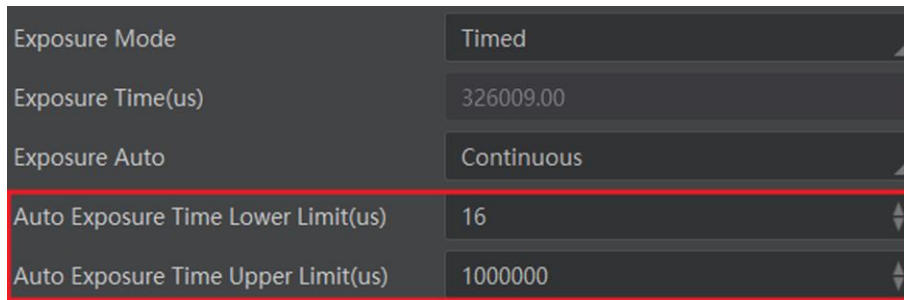 Exposure Mode Timed
Exposure Time(us) 326009.00
Exposure Auto Continuous
Auto Exposure Time Lower Limit(us) 16
Auto Exposure Time Upper Limit(us) 1000000